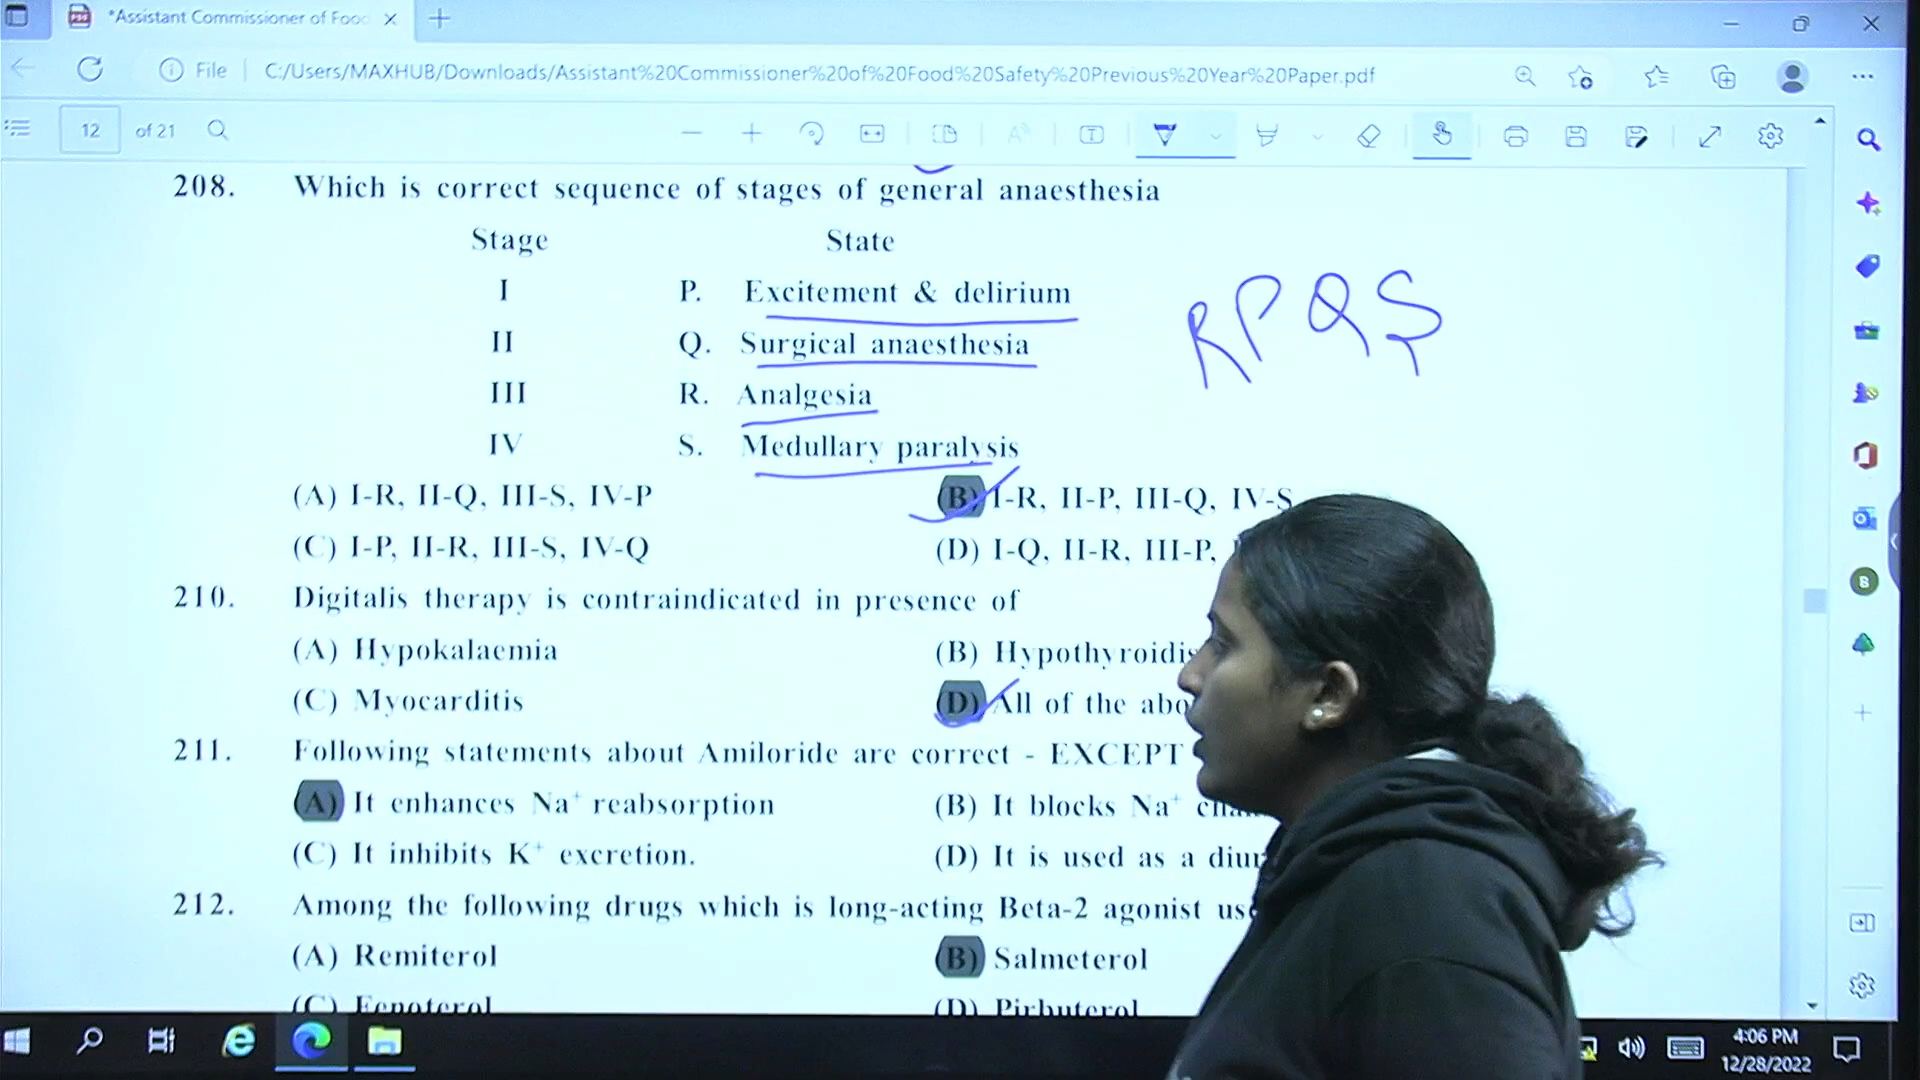 *Assistant Commissioner of Food
File
C:/Users/MAXHUB/Downloads/Assistant%20Commissioner%20of%20Food%20Safety%20Previous%20Year%20Paper.pdf
12 of 21
208. Which is correct sequence of stages of general anaesthesia
Stage State
I P. Excitement & delirium
II Q. Surgical anaesthesia
III R. Analgesia
IV S. Medullary paralysis
RPQS
(A) I-R, II-Q, III-S, IV-P (B) I-R, II-P, III-Q, IV-S
(C) I-P, II-R, III-S, IV-Q (D) I-Q, II-R, III-P,
210. Digitalis therapy is contraindicated in presence of
(A) Hypokalaemia (B) Hypothyroidis
(C) Myocarditis (D) All of the abo
211. Following statements about Amiloride are correct - EXCEPT
(A) It enhances Na⁺ reabsorption (B) It blocks Na⁺
(C) It inhibits K⁺ excretion. (D) It is used as a diur
212. Among the following drugs which is long-acting Beta-2 agonist
(A) Remiterol (B) Salmeterol
(C) Fenoterol (D) Pirbuterol
4:06 PM
12/28/2022